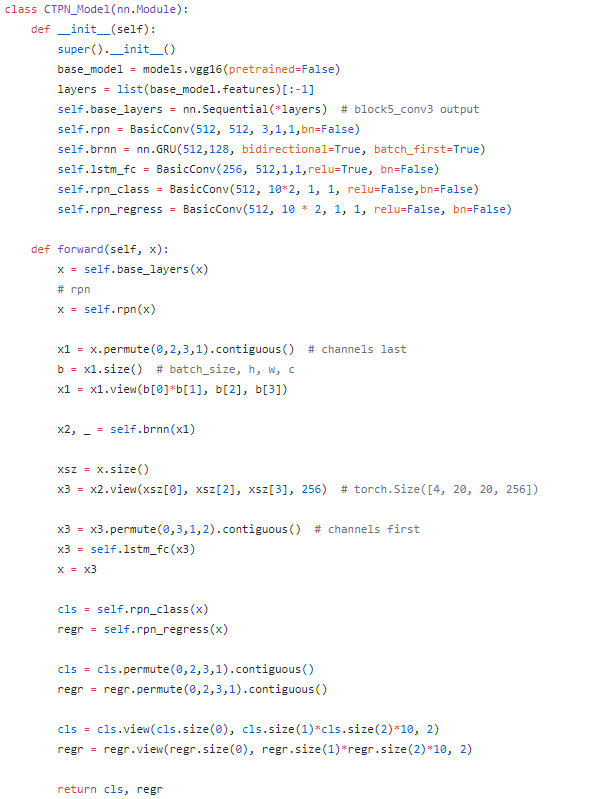 class CTPN_Model(nn.Module):
    def __init__(self):
        super().__init__()
        base_model = models.vgg16(pretrained=False)
        layers = list(base_model.features)[:-1]
        self.base_layers = nn.Sequential(*layers)  # block5_conv3 output
        self.rpn = BasicConv(512, 512, 3,1,1,bn=False)
        self.brnn = nn.GRU(512,128, bidirectional=True, batch_first=True)
        self.lstm_fc = BasicConv(256, 512,1,1,relu=True, bn=False)
        self.rpn_class = BasicConv(512, 10*2, 1, 1, relu=False,bn=False)
        self.rpn_regress = BasicConv(512, 10 * 2, 1, 1, relu=False, bn=False)

    def forward(self, x):
        x = self.base_layers(x)
        # rpn
        x = self.rpn(x)

        x1 = x.permute(0,2,3,1).contiguous()  # channels last
        b = x1.size()  # batch_size, h, w, c
        x1 = x1.view(b[0]*b[1], b[2], b[3])

        x2, _ = self.brnn(x1)

        xsz = x.size()
        x3 = x2.view(xsz[0], xsz[2], xsz[3], 256)  # torch.Size([4, 20, 20, 256])

        x3 = x3.permute(0,3,1,2).contiguous()  # channels first
        x3 = self.lstm_fc(x3)
        x = x3

        cls = self.rpn_class(x)
        regr = self.rpn_regress(x)

        cls = cls.permute(0,2,3,1).contiguous()
        regr = regr.permute(0,2,3,1).contiguous()

        cls = cls.view(cls.size(0), cls.size(1)*cls.size(2)*10, 2)
        regr = regr.view(regr.size(0), regr.size(1)*regr.size(2)*10, 2)

        return cls, regr